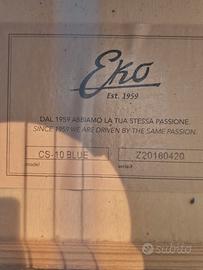 Eko
Est. 1959
DAL 1959 ABBIAMO LA TUA STESSA PASSIONE.
SINCE 1959 WE ARE DRIVEN BY THE SAME PASSION.
CS-10 BLUE Z20160420
model serial #
subito